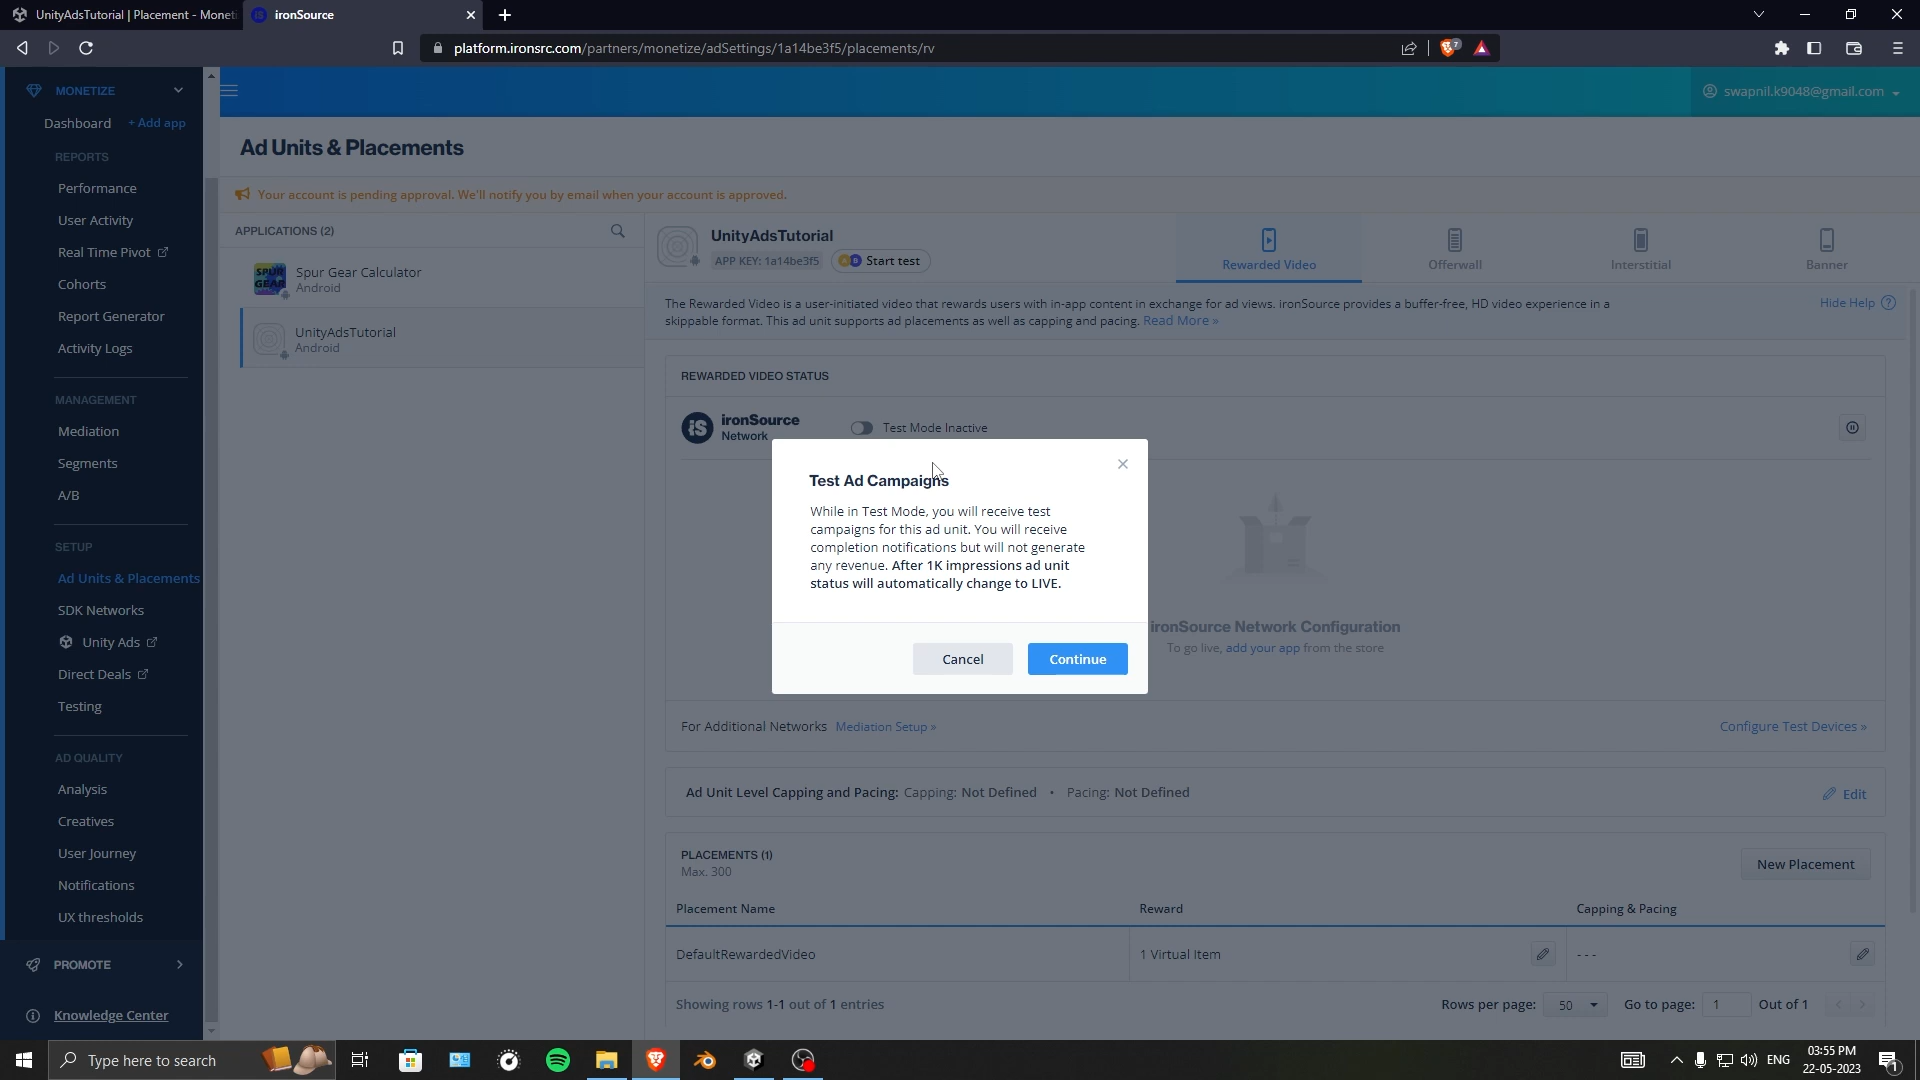 UnityAdsTutorial | Placement - Moneti
ironSource
platform.ironsrc.com/partners/monetize/adSettings/1a14be3f5/placements/rv
7
MONETIZE
Dashboard + Add app
REPORTS
Performance
User Activity
Real Time Pivot
Cohorts
Report Generator
Activity Logs
MANAGEMENT
Mediation
Segments
A/B
SETUP
Ad Units & Placements
SDK Networks
Unity Ads
Direct Deals
Testing
AD QUALITY
Analysis
Creatives
User Journey
Notifications
UX thresholds
PROMOTE
Knowledge Center
swapnil.k9048@gmail.com
Ad Units & Placements
Your account is pending approval. We'll notify you by email when your account is approved.
APPLICATIONS (2)
SPUR GEAR
Spur Gear Calculator
Android
UnityAdsTutorial
Android
UnityAdsTutorial
APP KEY: 1a14be3f5
A B Start test
Rewarded Video
Offerwall
Interstitial
Banner
The Rewarded Video is a user-initiated video that rewards users with in-app content in exchange for ad views. ironSource provides a buffer-free, HD video experience in a
skippable format. This ad unit supports ad placements as well as capping and pacing. Read More »
Hide Help ?
REWARDED VIDEO STATUS
iS ironSource
Network
Test Mode Inactive
Test Ad Campaigns
While in Test Mode, you will receive test
campaigns for this ad unit. You will receive
completion notifications but will not generate
any revenue. After 1K impressions ad unit
status will automatically change to LIVE.
Cancel
Continue
ironSource Network Configuration
To go live, add your app from the store
For Additional Networks Mediation Setup »
Configure Test Devices »
Ad Unit Level Capping and Pacing: Capping: Not Defined • Pacing: Not Defined
Edit
PLACEMENTS (1)
Max. 300
New Placement
Placement Name
Reward
Capping & Pacing
DefaultRewardedVideo
1 Virtual Item
- - -
Showing rows 1-1 out of 1 entries
Rows per page: 50
Go to page: 1 Out of 1
Type here to search
ENG
03:55 PM
22-05-2023
1